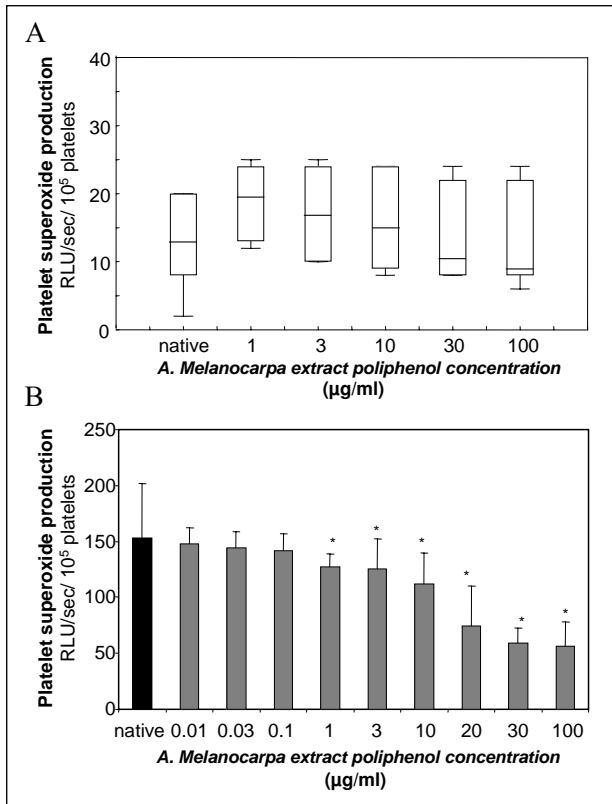 A
Platelet superoxide production
RLU/sec/ 10⁵ platelets
40
30
20
10
0
native 1 3 10 30 100
A. Melanocarpa extract poliphenol concentration
(µg/ml)
B
Platelet superoxide production
RLU/sec/ 10⁵ platelets
250
200
150
100
50
0
* * * * * *
native 0.01 0.03 0.1 1 3 10 20 30 100
A. Melanocarpa extract poliphenol concentration
(µg/ml)